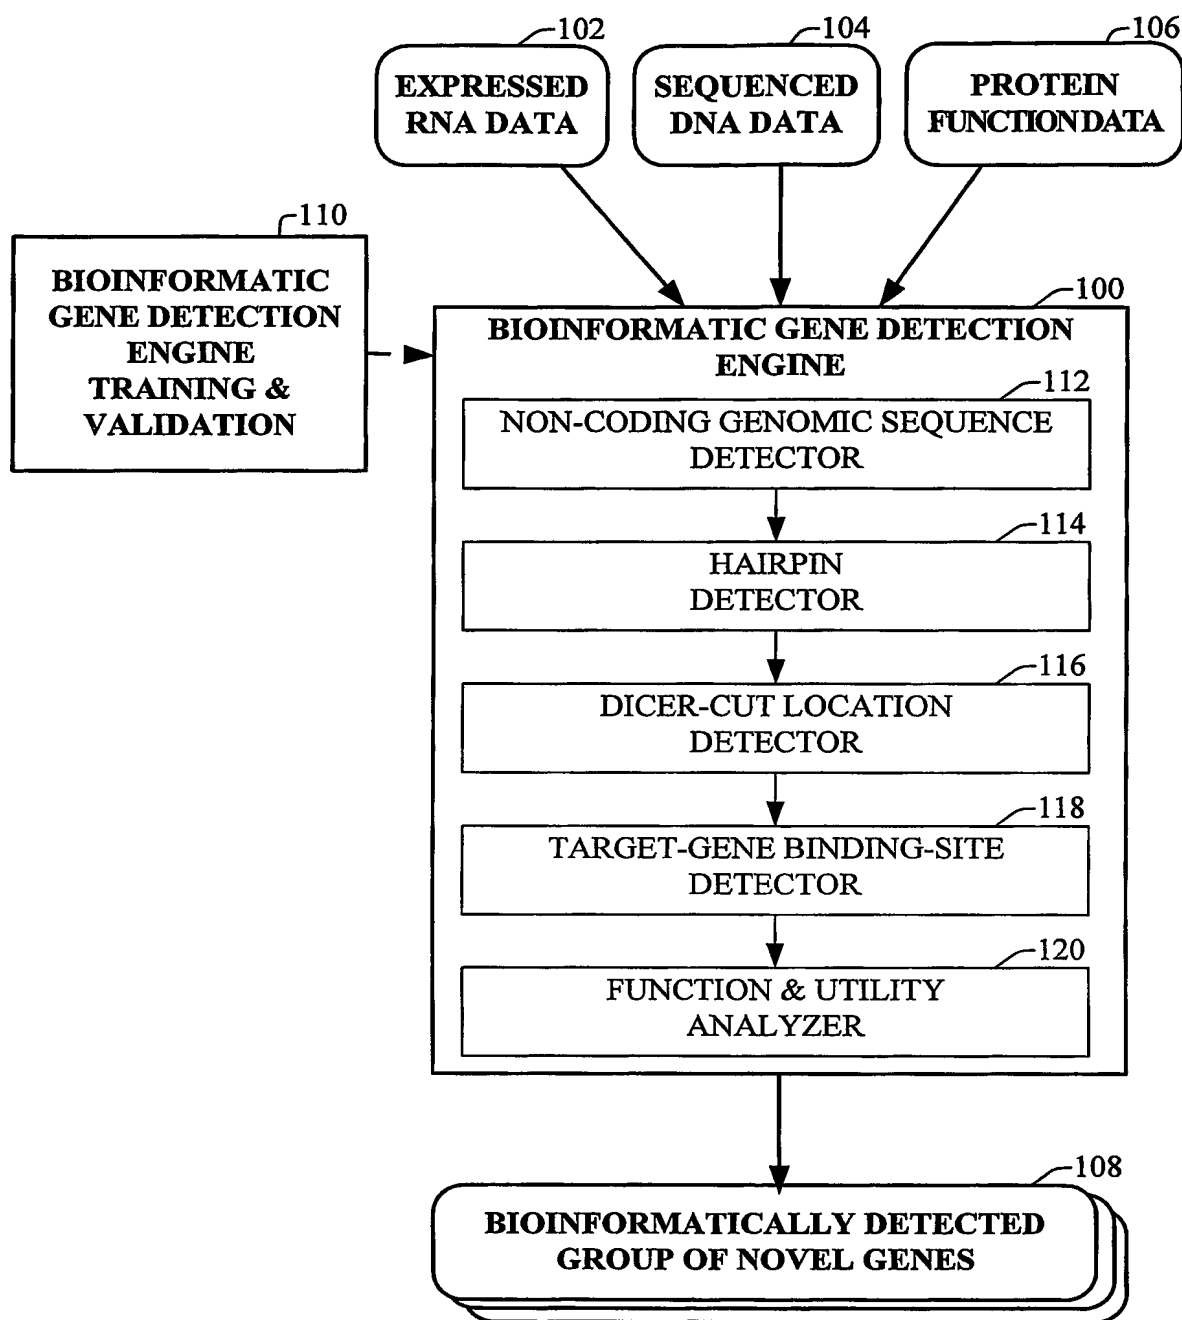 102
104
106
EXPRESSED
RNA DATA
SEQUENCED
DNA DATA
PROTEIN
FUNCTION DATA
110
BIOINFORMATIC
GENE DETECTION
ENGINE
TRAINING &
VALIDATION
100
BIOINFORMATIC GENE DETECTION
ENGINE
112
NON-CODING GENOMIC SEQUENCE
DETECTOR
114
HAIRPIN
DETECTOR
116
DICER-CUT LOCATION
DETECTOR
118
TARGET-GENE BINDING-SITE
DETECTOR
120
FUNCTION & UTILITY
ANALYZER
108
BIOINFORMATICALLY DETECTED
GROUP OF NOVEL GENES